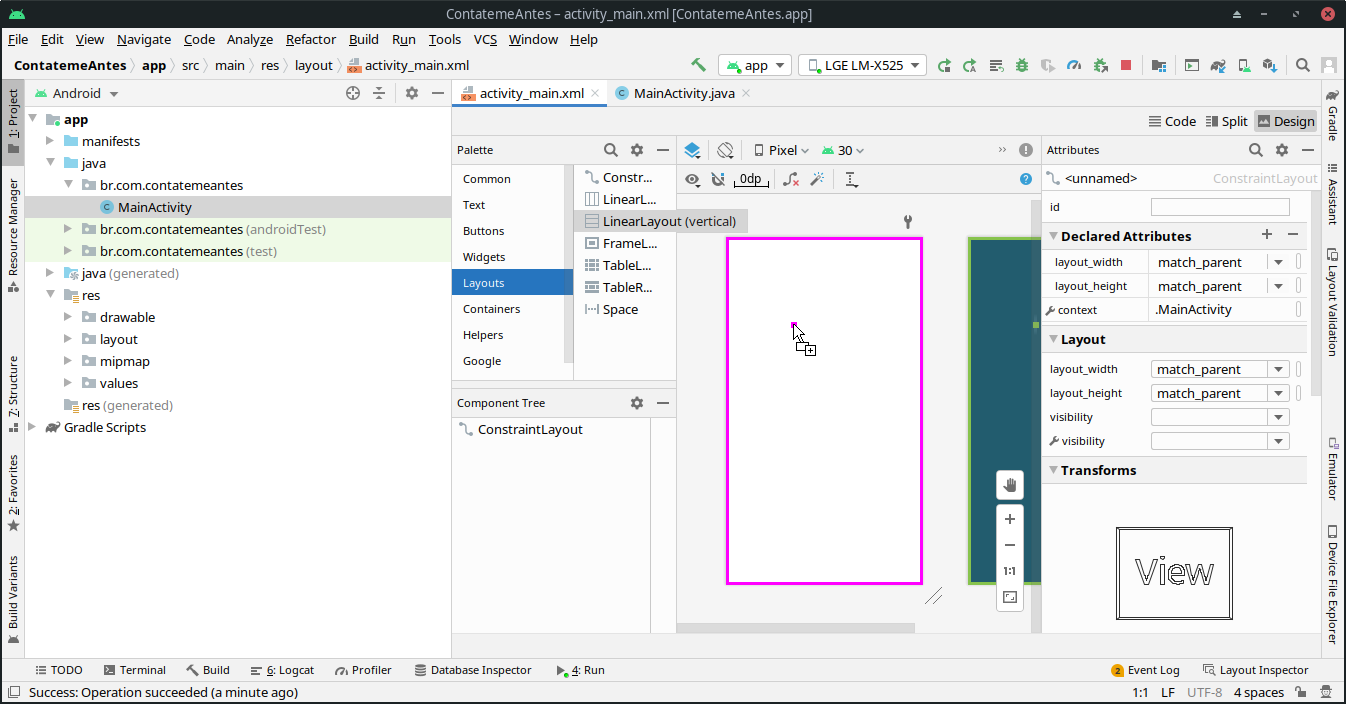 ContatemeAntes – activity_main.xml [ContatemeAntes.app]
File Edit View Navigate Code Analyze Refactor Build Run Tools VCS Window Help
ContatemeAntes app src main res layout activity_main.xml
app LGE LM-X525
1: Project
Resource Manager
7: Structure
2: Favorites
Build Variants
Android
app
manifests
java
br.com.contatemeantes
MainActivity
br.com.contatemeantes (androidTest)
br.com.contatemeantes (test)
java (generated)
res
drawable
layout
mipmap
values
res (generated)
Gradle Scripts
activity_main.xml MainActivity.java
Code Split Design
Palette
Common
Text
Buttons
Widgets
Layouts
Containers
Helpers
Google
Constr...
LinearL...
LinearLayout (vertical)
FrameL...
TableL...
TableR...
Space
Component Tree
ConstraintLayout
Pixel 30
0dp
1:1
Attributes
<unnamed> ConstraintLayout
id
Declared Attributes
layout_width match_parent
layout_height match_parent
context .MainActivity
Layout
layout_width match_parent
layout_height match_parent
visibility
visibility
Transforms
View
Gradle
Assistant
Layout Validation
Emulator
Device File Explorer
TODO Terminal Build 6: Logcat Profiler Database Inspector 4: Run 2 Event Log Layout Inspector
Success: Operation succeeded (a minute ago) 1:1 LF UTF-8 4 spaces